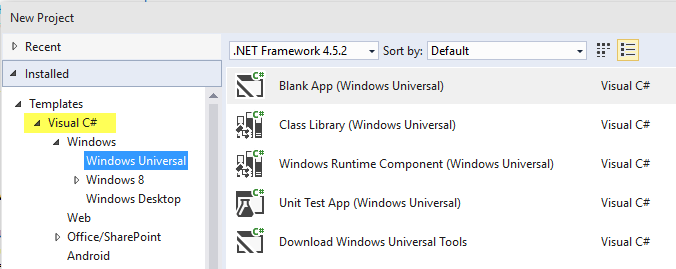 New Project
Recent
.NET Framework 4.5.2 Sort by: Default
Installed
Templates
Visual C#
Windows
Windows Universal
Windows 8
Windows Desktop
Web
Office/SharePoint
Android
C# Blank App (Windows Universal) Visual C#
C# Class Library (Windows Universal) Visual C#
C# Windows Runtime Component (Windows Universal) Visual C#
C# Unit Test App (Windows Universal) Visual C#
C# Download Windows Universal Tools Visual C#